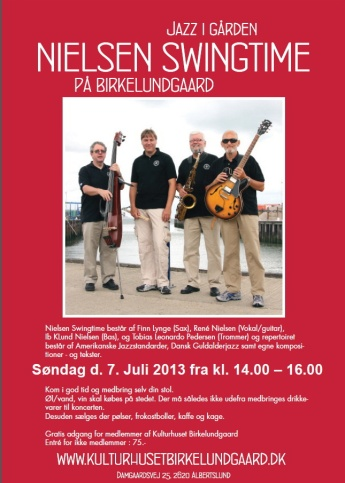 JAZZ I GÅRDEN
NIELSEN SWINGTIME
PÅ BIRKELUNDGAARD
Nielsen Swingtime består af Finn Lynge (Sax), René Nielsen (Vokal/guitar),
Ib KLund Nielsen (Bas), og Tobias Leonardo Pedersen (Trommer) og repertoiret
består af Amerikanske Jazzstandarder, Dansk Guldalderjazz samt egne komposi-
tioner - og tekster.
Søndag d. 7. Juli 2013 fra kl. 14.00 – 16.00
Kom i god tid og medbring selv din stol.
Øl/vand, vin skal købes på stedet. Der må således ikke udefra medbringes drikke-
varer til koncerten.
Desuden sælges der pølser, frokostboller, kaffe og kage.
Gratis adgang for medlemmer af Kulturhuset Birkelundgaard
Entré for ikke medlemmer : 75.-
WWW.KULTURHUSETBIRKELUNDGAARD.DK
DAMGAARDSVEJ 25, 2620 ALBERTSLUND